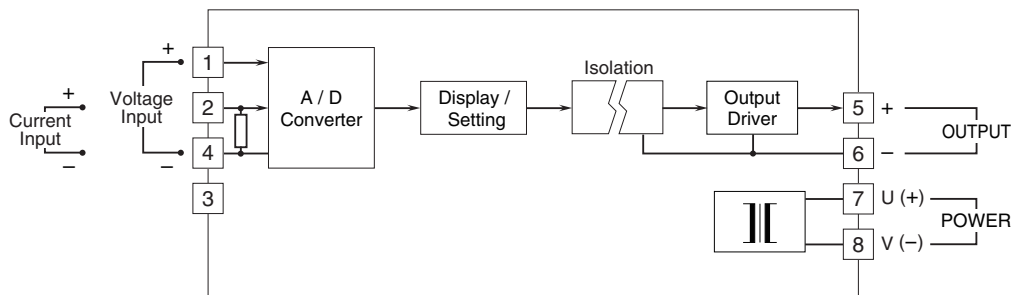 +
Current
Input
–
+
Voltage
Input
–
1
2
4
3
A / D
Converter
Display /
Setting
Isolation
Output
Driver
5 +
6 –
OUTPUT
7 U (+)
8 V (–)
POWER